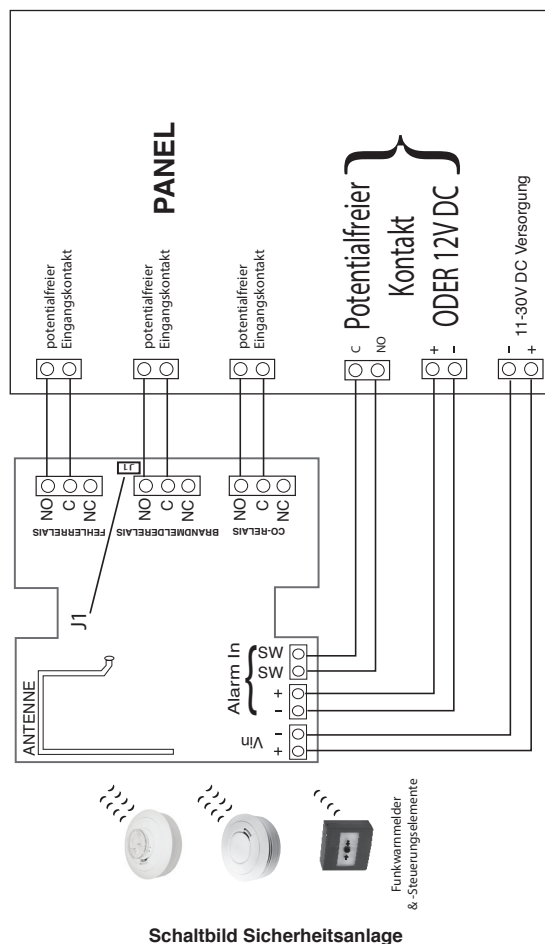 PANEL
potentialfreier
Eingangskontakt
potentialfreier
Eingangskontakt
potentialfreier
Eingangskontakt
C
NO
Potentialfreier
Kontakt
ODER 12V DC
+
-
-
+
11-30V DC Versorgung
NO
C
NC
FEHLERRELAIS
J1
NO
C
NC
BRANDMELDERELAIS
NO
C
NC
CO-RELAIS
J1
ANTENNE
Alarm In
SW
SW
+
-
Vin
-
+
Funkwarnmelder
& -Steuerungselemente
Schaltbild Sicherheitsanlage